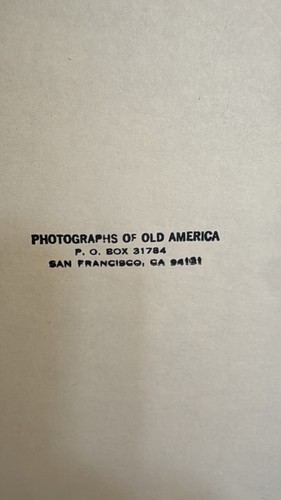 PHOTOGRAPHS OF OLD AMERICA
P. O. BOX 31784
SAN FRANCISCO, CA 94131